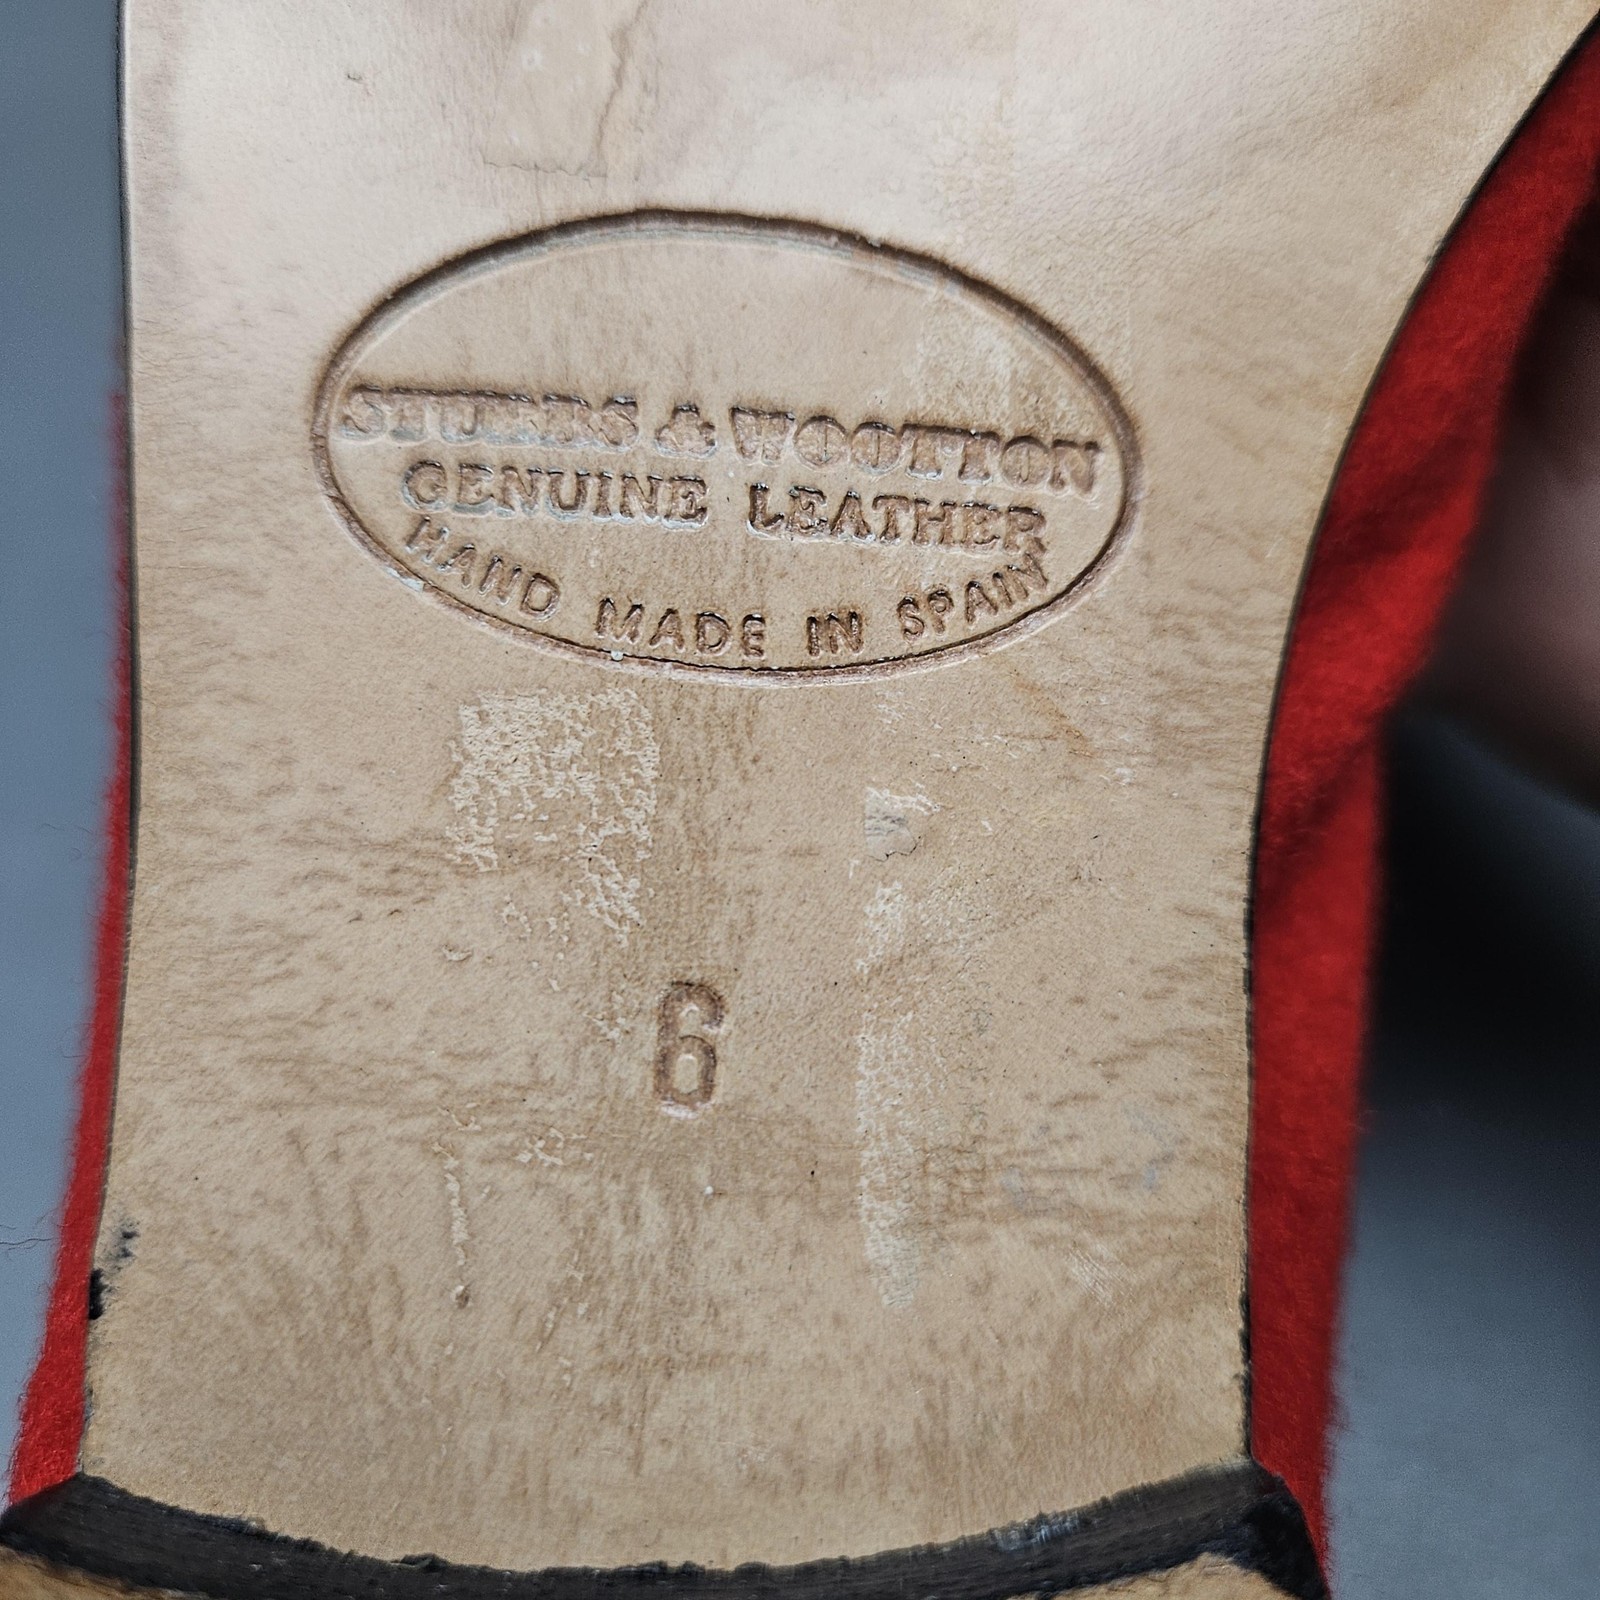 STUBBS & WOOTTON
GENUINE LEATHER
HAND MADE IN SPAIN
6